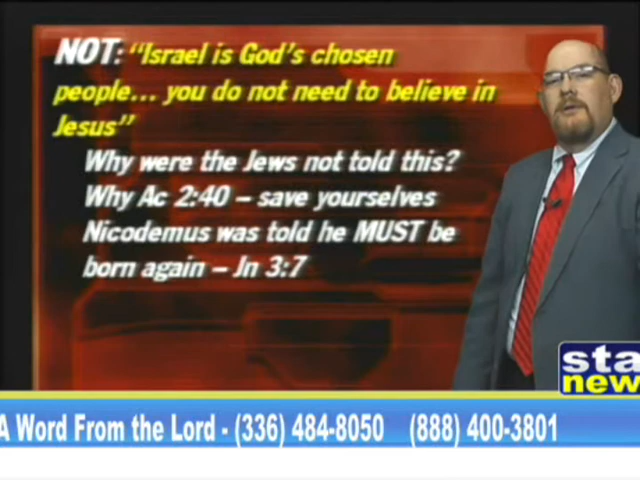 NOT: “Israel is God's chosen
people... you do not need to believe in
Jesus”
Why were the Jews not told this?
Why Ac 2:40 – save yourselves
Nicodemus was told he MUST be
born again – Jn 3:7
sta
new
A Word From the Lord - (336) 484-8050 (888) 400-3801